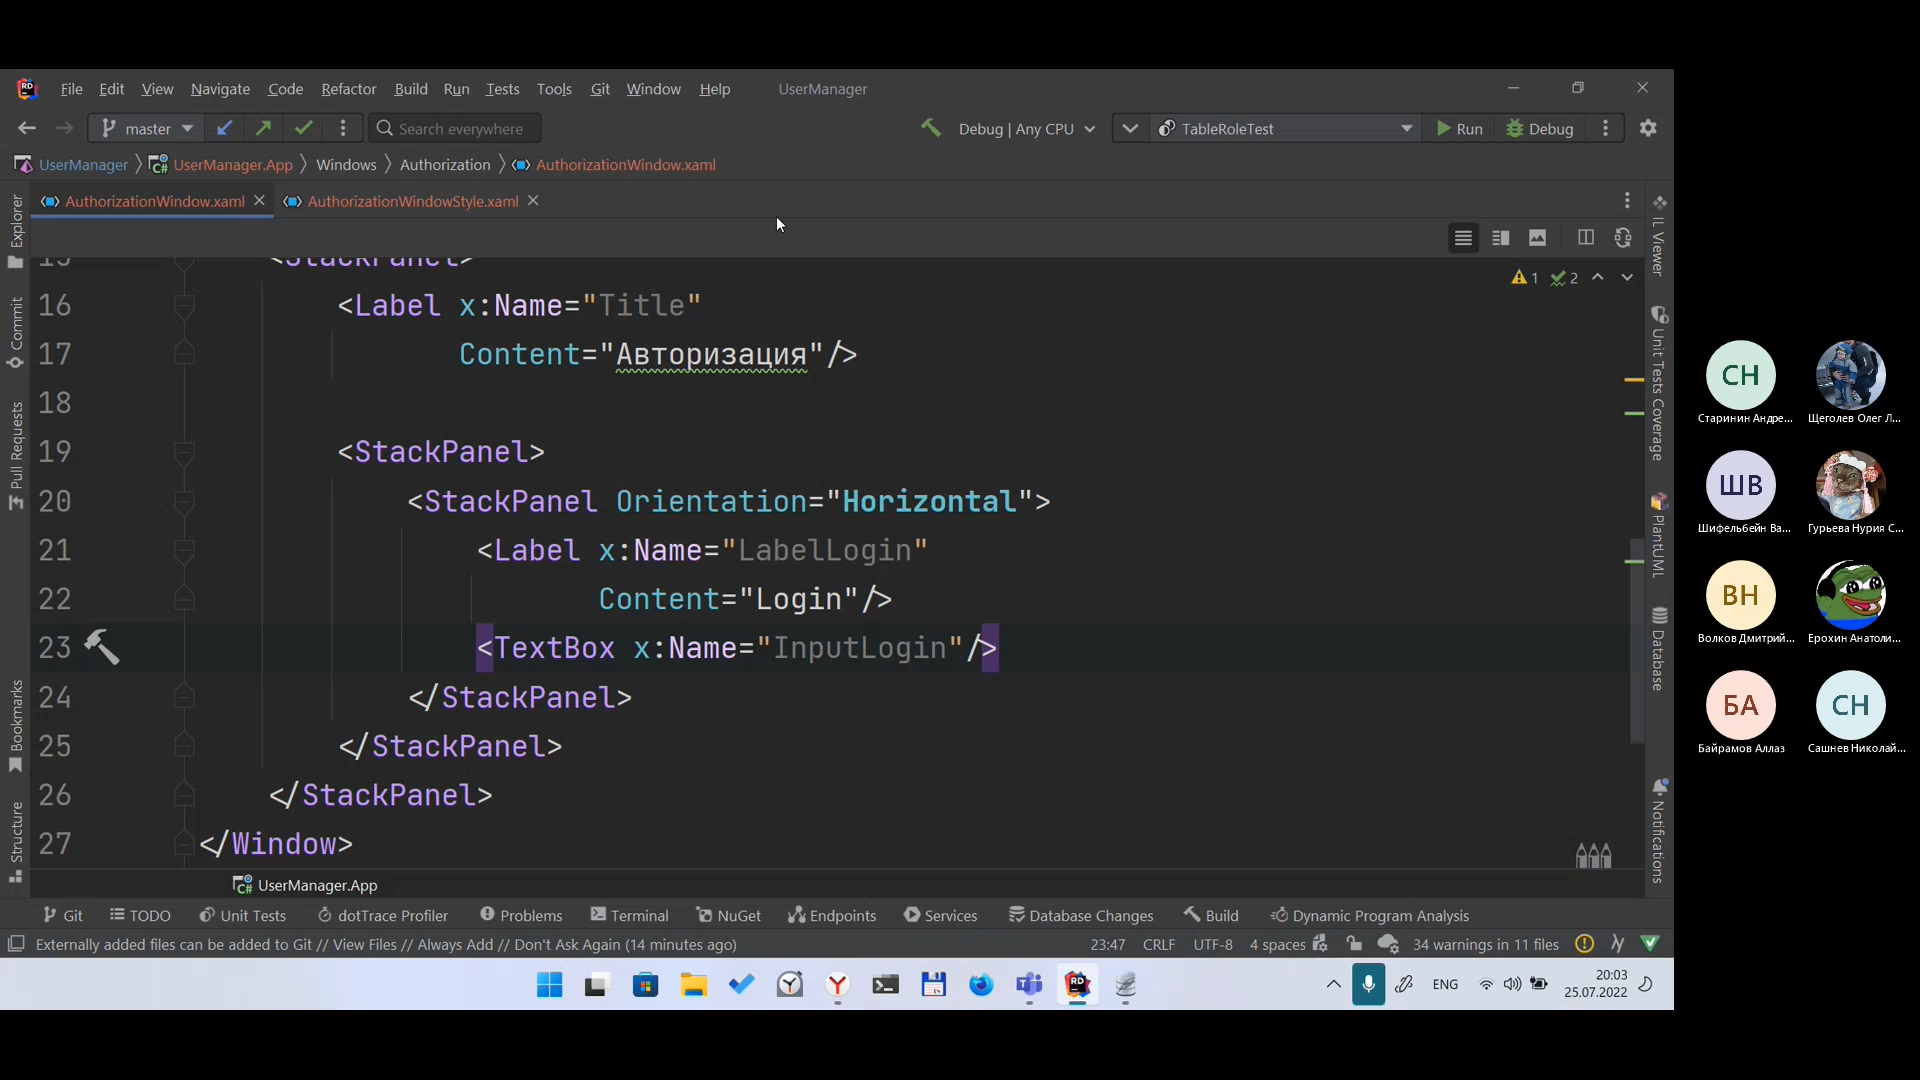 File Edit View Navigate Code Refactor Build Run Tests Tools Git Window Help UserManager
master Search everywhere Debug | Any CPU TableRoleTest Run Debug
UserManager UserManager.App Windows Authorization AuthorizationWindow.xaml
AuthorizationWindow.xaml AuthorizationWindowStyle.xaml
1 2
15 <StackPanel>
16 <Label x:Name="Title"
17 Content="Авторизация"/>
18
19 <StackPanel>
20 <StackPanel Orientation="Horizontal">
21 <Label x:Name="LabelLogin"
22 Content="Login"/>
23 <TextBox x:Name="InputLogin"/>
24 </StackPanel>
25 </StackPanel>
26 </StackPanel>
27 </Window>
UserManager.App
Explorer
Commit
Pull Requests
Bookmarks
Structure
IL Viewer
Unit Tests Coverage
PlantUML
Database
Notifications
Git TODO Unit Tests dotTrace Profiler Problems Terminal NuGet Endpoints Services Database Changes Build Dynamic Program Analysis
Externally added files can be added to Git // View Files // Always Add // Don't Ask Again (14 minutes ago) 23:47 CRLF UTF-8 4 spaces 34 warnings in 11 files
ENG 20:03
25.07.2022
СН
Старинин Андре... Щеголев Олег Л...
ШВ
Шифельбейн Ва... Гурьева Нурия С...
ВН
Волков Дмитрий... Ерохин Анатоли...
БА СН
Байрамов Аллаз Сашнев Николай...